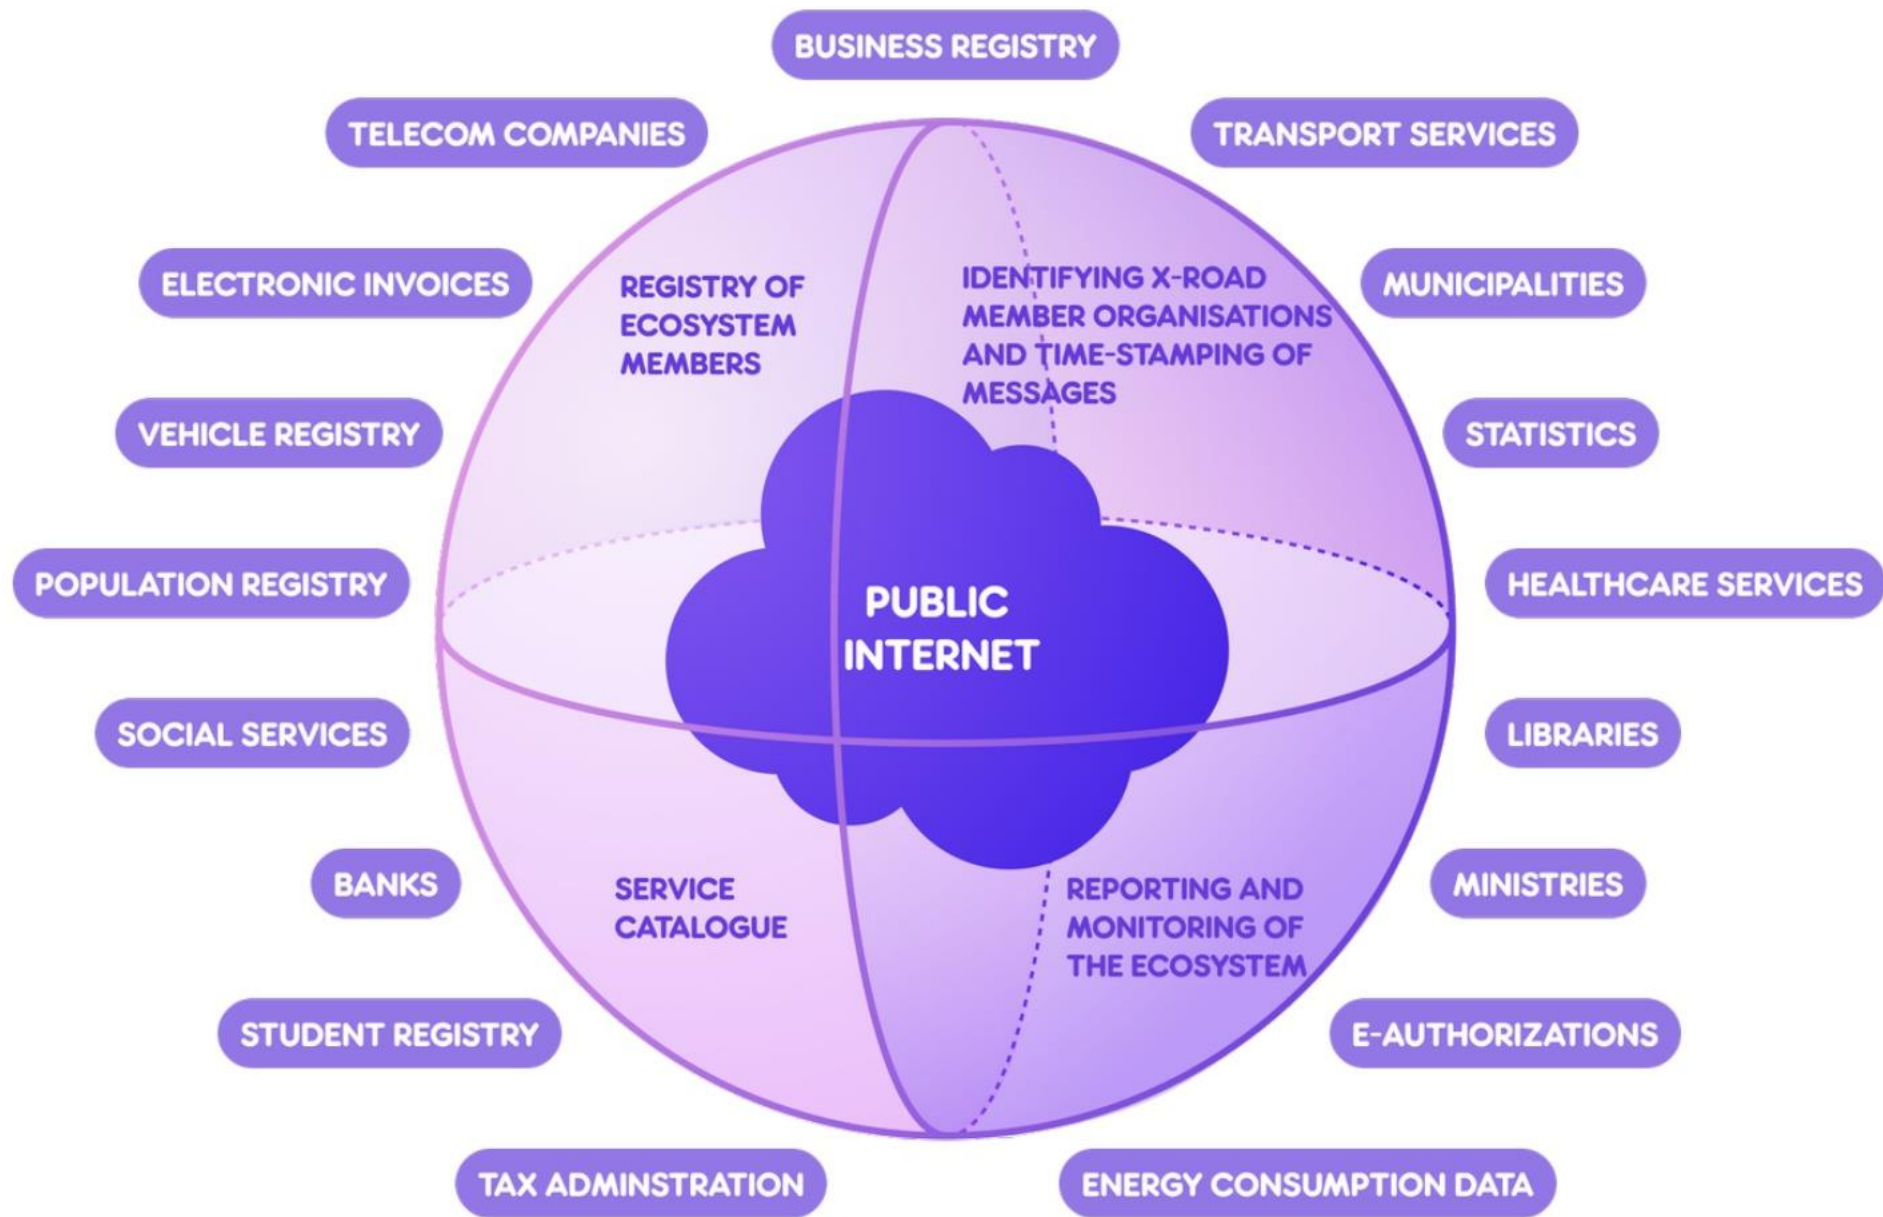 BUSINESS REGISTRY
TELECOM COMPANIES
TRANSPORT SERVICES
ELECTRONIC INVOICES
REGISTRY OF
ECOSYSTEM
MEMBERS
IDENTIFYING X-ROAD
MEMBER ORGANISATIONS
AND TIME-STAMPING OF
MESSAGES
MUNICIPALITIES
VEHICLE REGISTRY
STATISTICS
POPULATION REGISTRY
PUBLIC
INTERNET
HEALTHCARE SERVICES
SOCIAL SERVICES
LIBRARIES
BANKS
SERVICE
CATALOGUE
REPORTING AND
MONITORING OF
THE ECOSYSTEM
MINISTRIES
STUDENT REGISTRY
E-AUTHORIZATIONS
TAX ADMINSTRATION
ENERGY CONSUMPTION DATA